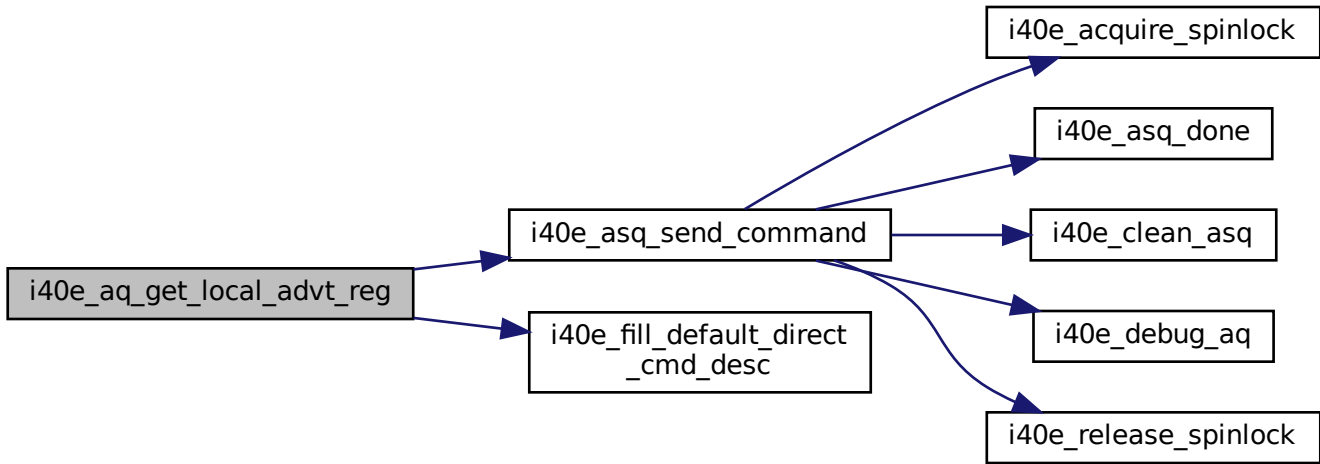 i40e_acquire_spinlock
i40e_asq_done
i40e_asq_send_command
i40e_clean_asq
i40e_aq_get_local_advt_reg
i40e_fill_default_direct
_cmd_desc
i40e_debug_aq
i40e_release_spinlock